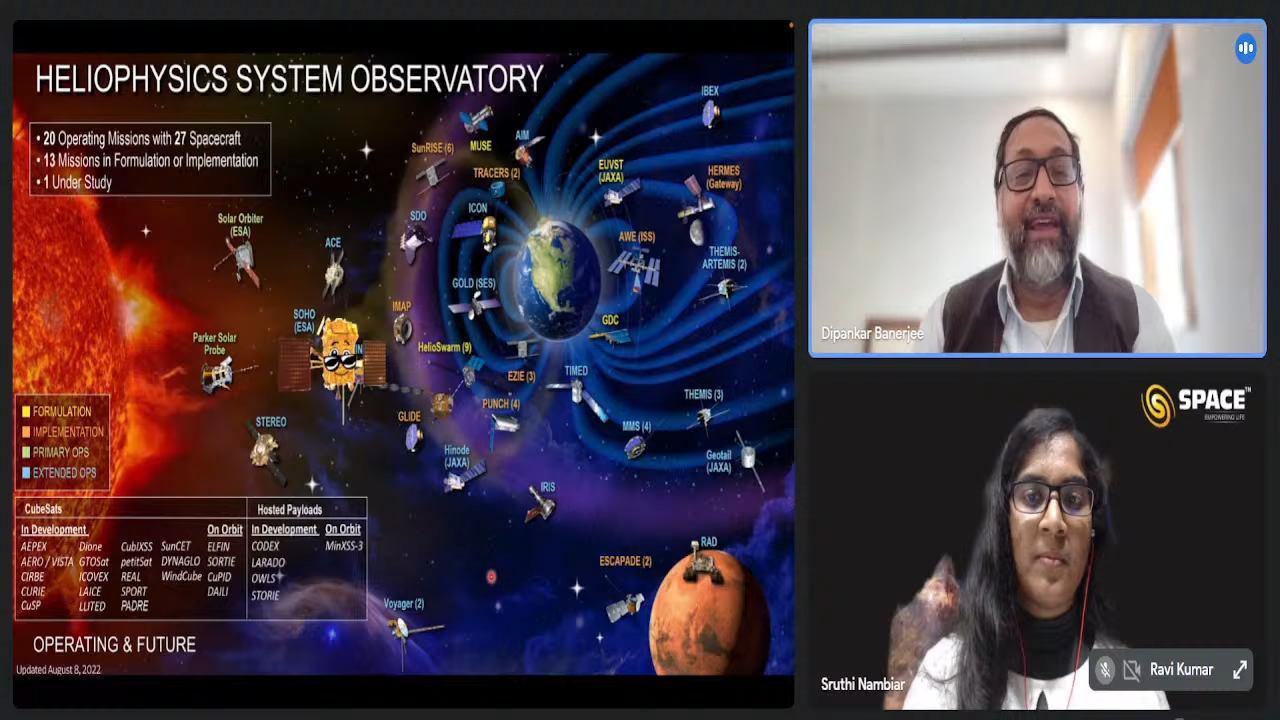 HELIOPHYSICS SYSTEM OBSERVATORY
• 20 Operating Missions with 27 Spacecraft
• 13 Missions in Formulation or Implementation
• 1 Under Study
IBEX
MUSE
AIM
SunRISE (6)
TRACERS (2)
EUVST
(JAXA)
HERMES
(Gateway)
Solar Orbiter
(ESA)
ACE
SDO
ICON
AWE (ISS)
THEMIS-
ARTEMIS (2)
GOLD (SES)
IMAP
SOHO
(ESA)
GDC
Parker Solar
Probe
HelioSwarm (9)
EZIE (3)
TIMED
THEMIS (3)
PUNCH (4)
GLIDE
STEREO
MMS (4)
Hinode
(JAXA)
Geotail
(JAXA)
IRIS
FORMULATION
IMPLEMENTATION
PRIMARY OPS
EXTENDED OPS
CubeSats
In Development
On Orbit
AEPEX Dione CubIXSS SunCET ELFIN
AERO / VISTA GTOSat petitSat DYNAGLO SORTIE
CIRBE ICOVEX REAL WindCube CuPID
CURIE LAICE SPORT DAILI
CuSP LLITED PADRE
Hosted Payloads
In Development On Orbit
CODEX MinXSS-3
LARADO
OWLS
STORIE
RAD
ESCAPADE (2)
Voyager (2)
OPERATING & FUTURE
Updated August 8, 2022
Dipankar Banerjee
SPACE™
EMPOWERING LIFE
Sruthi Nambiar
Ravi Kumar